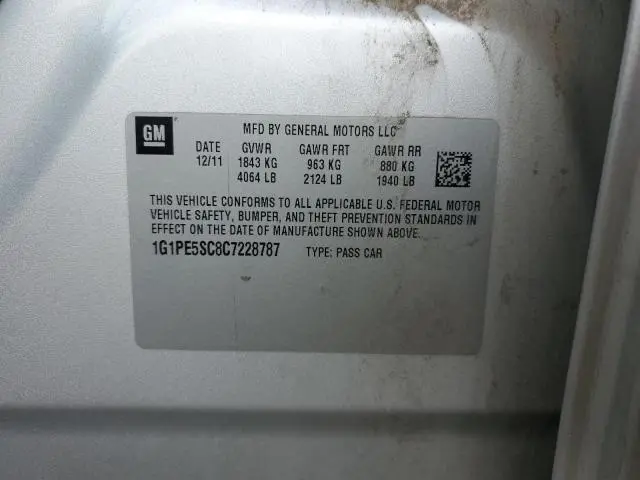 GM
MFD BY GENERAL MOTORS LLC
DATE GVWR GAWR FRT GAWR RR
12/11 1843 KG 963 KG 880 KG
4064 LB 2124 LB 1940 LB
THIS VEHICLE CONFORMS TO ALL APPLICABLE U.S. FEDERAL MOTOR
VEHICLE SAFETY, BUMPER, AND THEFT PREVENTION STANDARDS IN
EFFECT ON THE DATE OF MANUFACTURE SHOWN ABOVE.
1G1PE5SC8C7228787 TYPE: PASS CAR